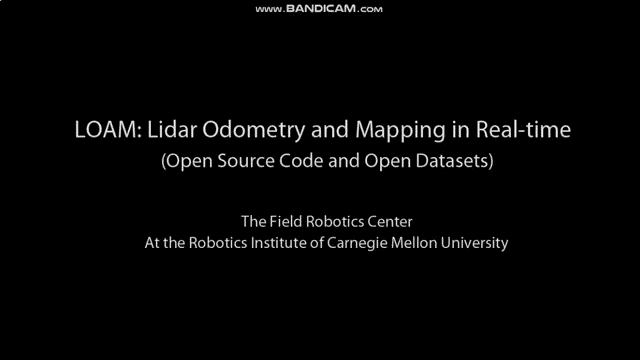 www.BANDICAM.com
LOAM: Lidar Odometry and Mapping in Real-time
(Open Source Code and Open Datasets)
The Field Robotics Center
At the Robotics Institute of Carnegie Mellon University